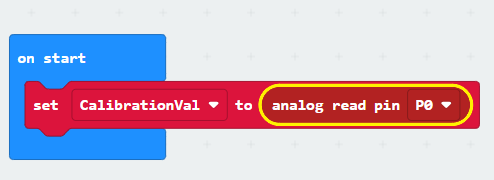 on start
set CalibrationVal to analog read pin P0